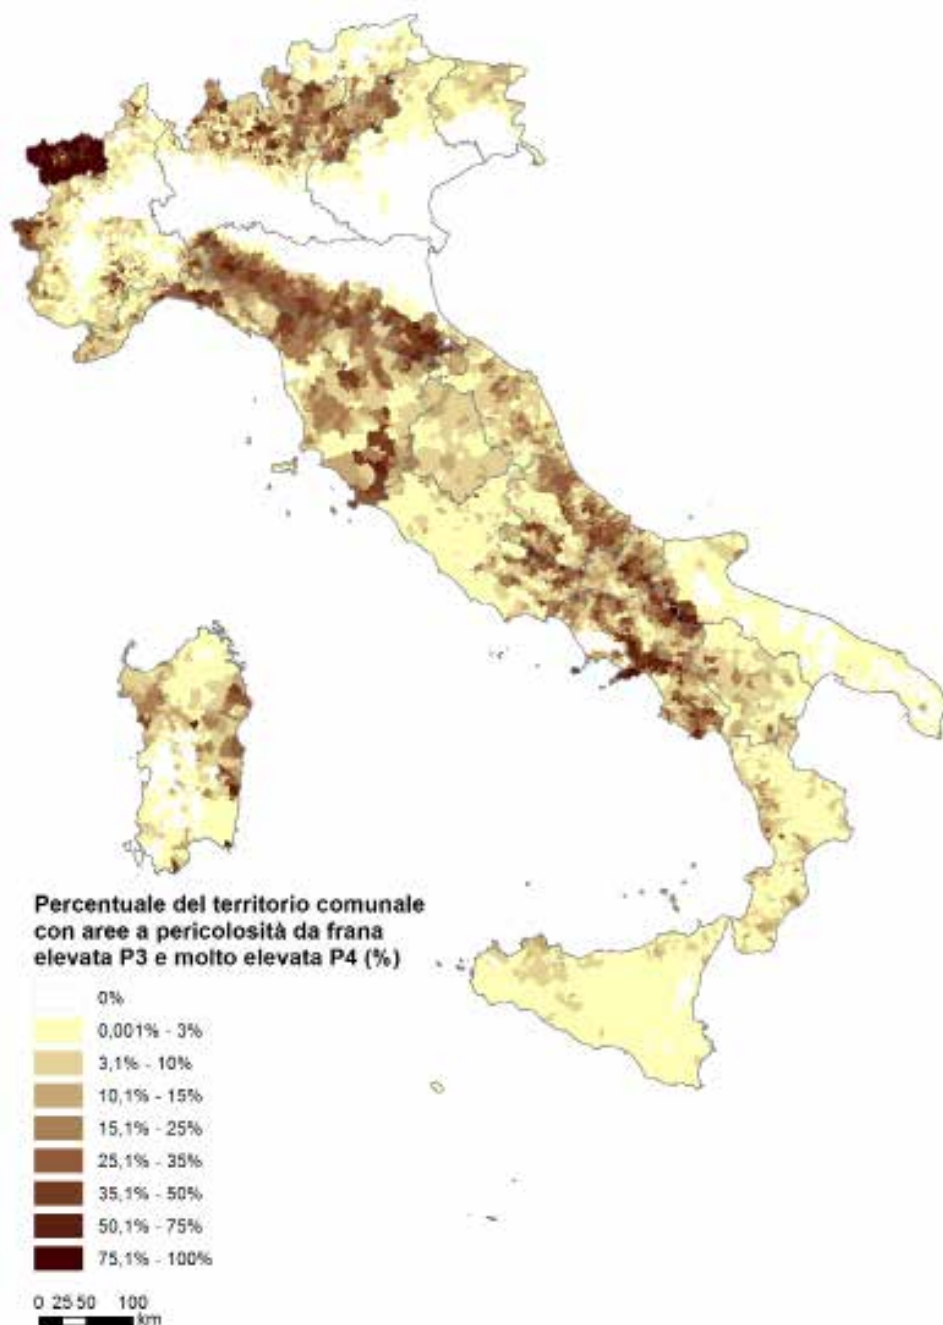 Percentuale del territorio comunale
con aree a pericolosità da frana
elevata P3 e molto elevata P4 (%)
0%
0,001% - 3%
3,1% - 10%
10,1% - 15%
15,1% - 25%
25,1% - 35%
35,1% - 50%
50,1% - 75%
75,1% - 100%
0 25 50 100
km